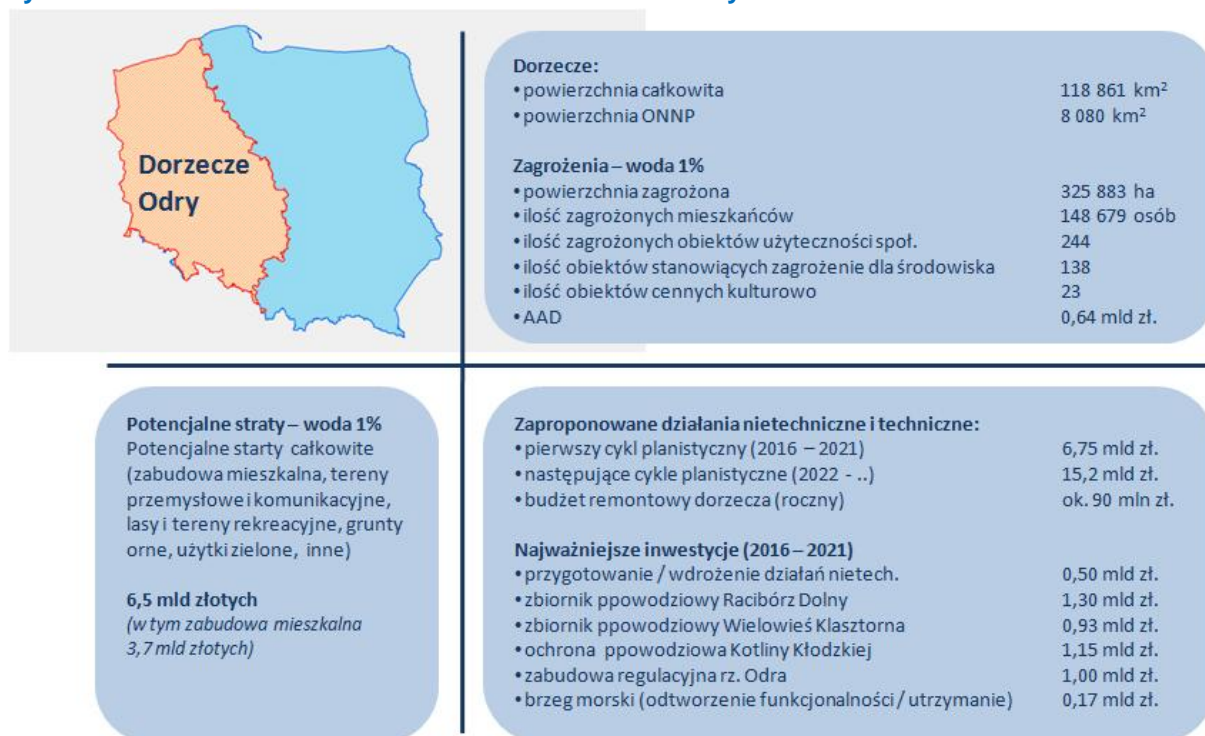 Dorzecze
Odry
Dorzecze:
•powierzchnia całkowita 118 861 km²
•powierzchnia ONNP 8 080 km²
Zagrożenia – woda 1%
•powierzchnia zagrożona 325 883 ha
•ilość zagrożonych mieszkańców 148 679 osób
•ilość zagrożonych obiektów użyteczności społ. 244
•ilość obiektów stanowiących zagrożenie dla środowiska 138
•ilość obiektów cennych kulturowo 23
•AAD 0,64 mld zł.
Potencjalne straty – woda 1%
Potencjalne starty całkowite
(zabudowa mieszkalna, tereny
przemysłowe i komunikacyjne,
lasy i tereny rekreacyjne, grunty
orne, użytki zielone, inne)
6,5 mld złotych
(w tym zabudowa mieszkalna
3,7 mld złotych)
Zaproponowane działania nietechniczne i techniczne:
•pierwszy cykl planistyczny (2016 – 2021) 6,75 mld zł.
•następujące cykle planistyczne (2022 - ..) 15,2 mld zł.
•budżet remontowy dorzecza (roczny) ok. 90 mln zł.
Najważniejsze inwestycje (2016 – 2021)
•przygotowanie / wdrożenie działań nietech. 0,50 mld zł.
•zbiornik ppowodziowy Racibórz Dolny 1,30 mld zł.
•zbiornik ppowodziowy Wielowieś Klasztorna 0,93 mld zł.
•ochrona ppowodziowa Kotliny Kłodzkiej 1,15 mld zł.
•zabudowa regulacyjna rz. Odra 1,00 mld zł.
•brzeg morski (odtworzenie funkcjonalności / utrzymanie) 0,17 mld zł.